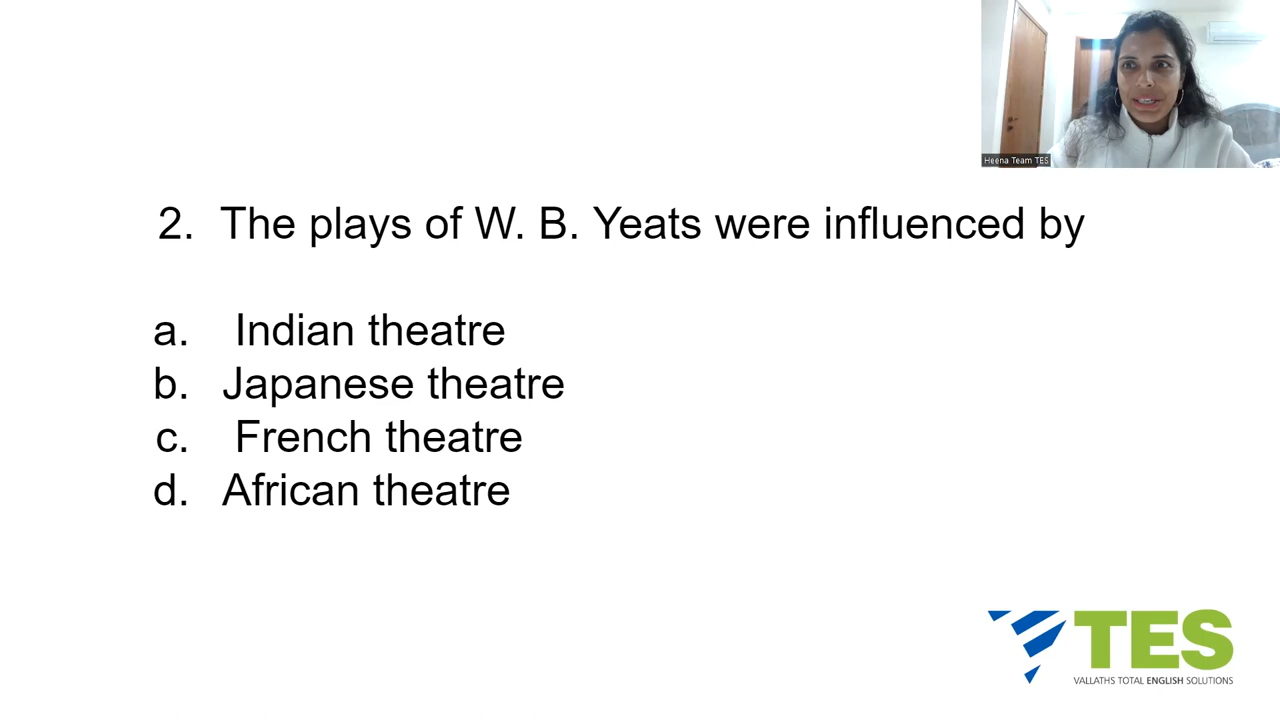 Heena Team TES
2. The plays of W. B. Yeats were influenced by
a. Indian theatre
b. Japanese theatre
c. French theatre
d. African theatre
TES
VALLATHS TOTAL ENGLISH SOLUTIONS